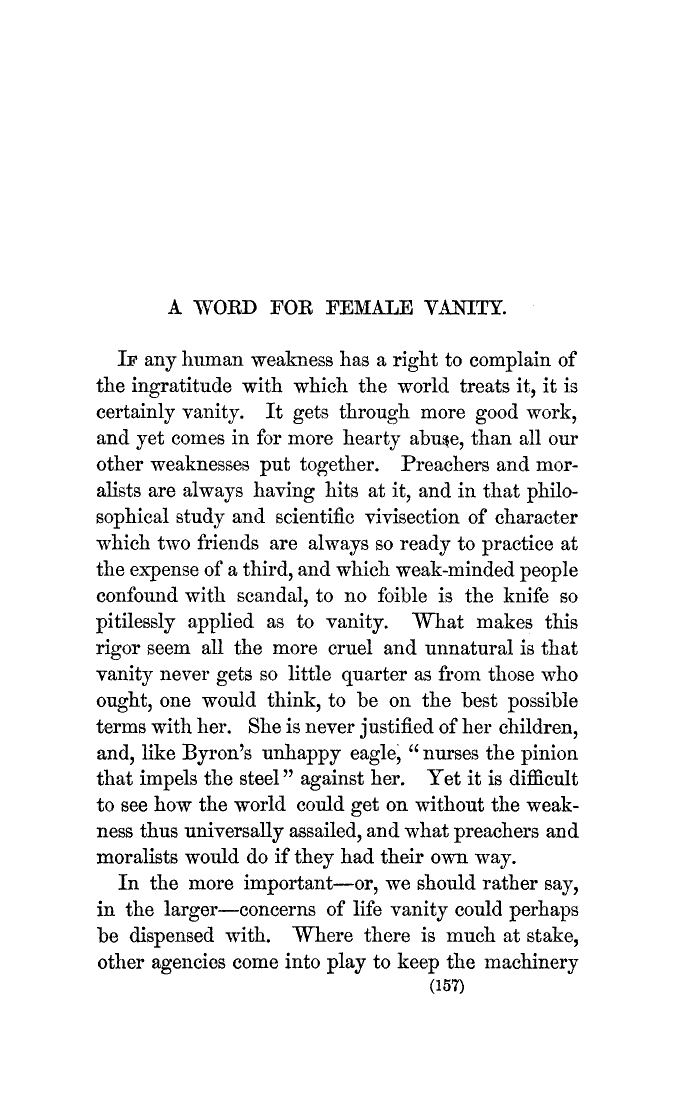 A WORD FOR FEMALE VANITY.
If any human weakness has a right to complain of
the ingratitude with which the world treats it, it is
certainly vanity. It gets through more good work,
and yet comes in for more hearty abuse, than all our
other weaknesses put together. Preachers and mor-
alists are always having hits at it, and in that philo-
sophical study and scientific vivisection of character
which two friends are always so ready to practice at
the expense of a third, and which weak-minded people
confound with scandal, to no foible is the knife so
pitilessly applied as to vanity. What makes this
rigor seem all the more cruel and unnatural is that
vanity never gets so little quarter as from those who
ought, one would think, to be on the best possible
terms with her. She is never justified of her children,
and, like Byron's unhappy eagle, "nurses the pinion
that impels the steel" against her. Yet it is difficult
to see how the world could get on without the weak-
ness thus universally assailed, and what preachers and
moralists would do if they had their own way.
In the more important—or, we should rather say,
in the larger—concerns of life vanity could perhaps
be dispensed with. Where there is much at stake,
other agencies come into play to keep the machinery
(157)